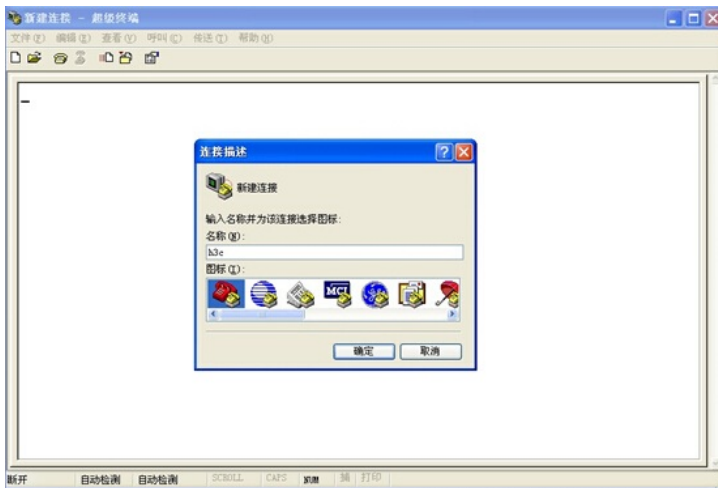 新建连接 - 超级终端
文件(F) 编辑(E) 查看(V) 呼叫(C) 传送(T) 帮助(H)
连接描述
新建连接
输入名称并为该连接选择图标:
名称(N):
h3c
图标(I):
MCI
确定 取消
断开 自动检测 自动检测 SCROLL CAPS NUM 捕 打印